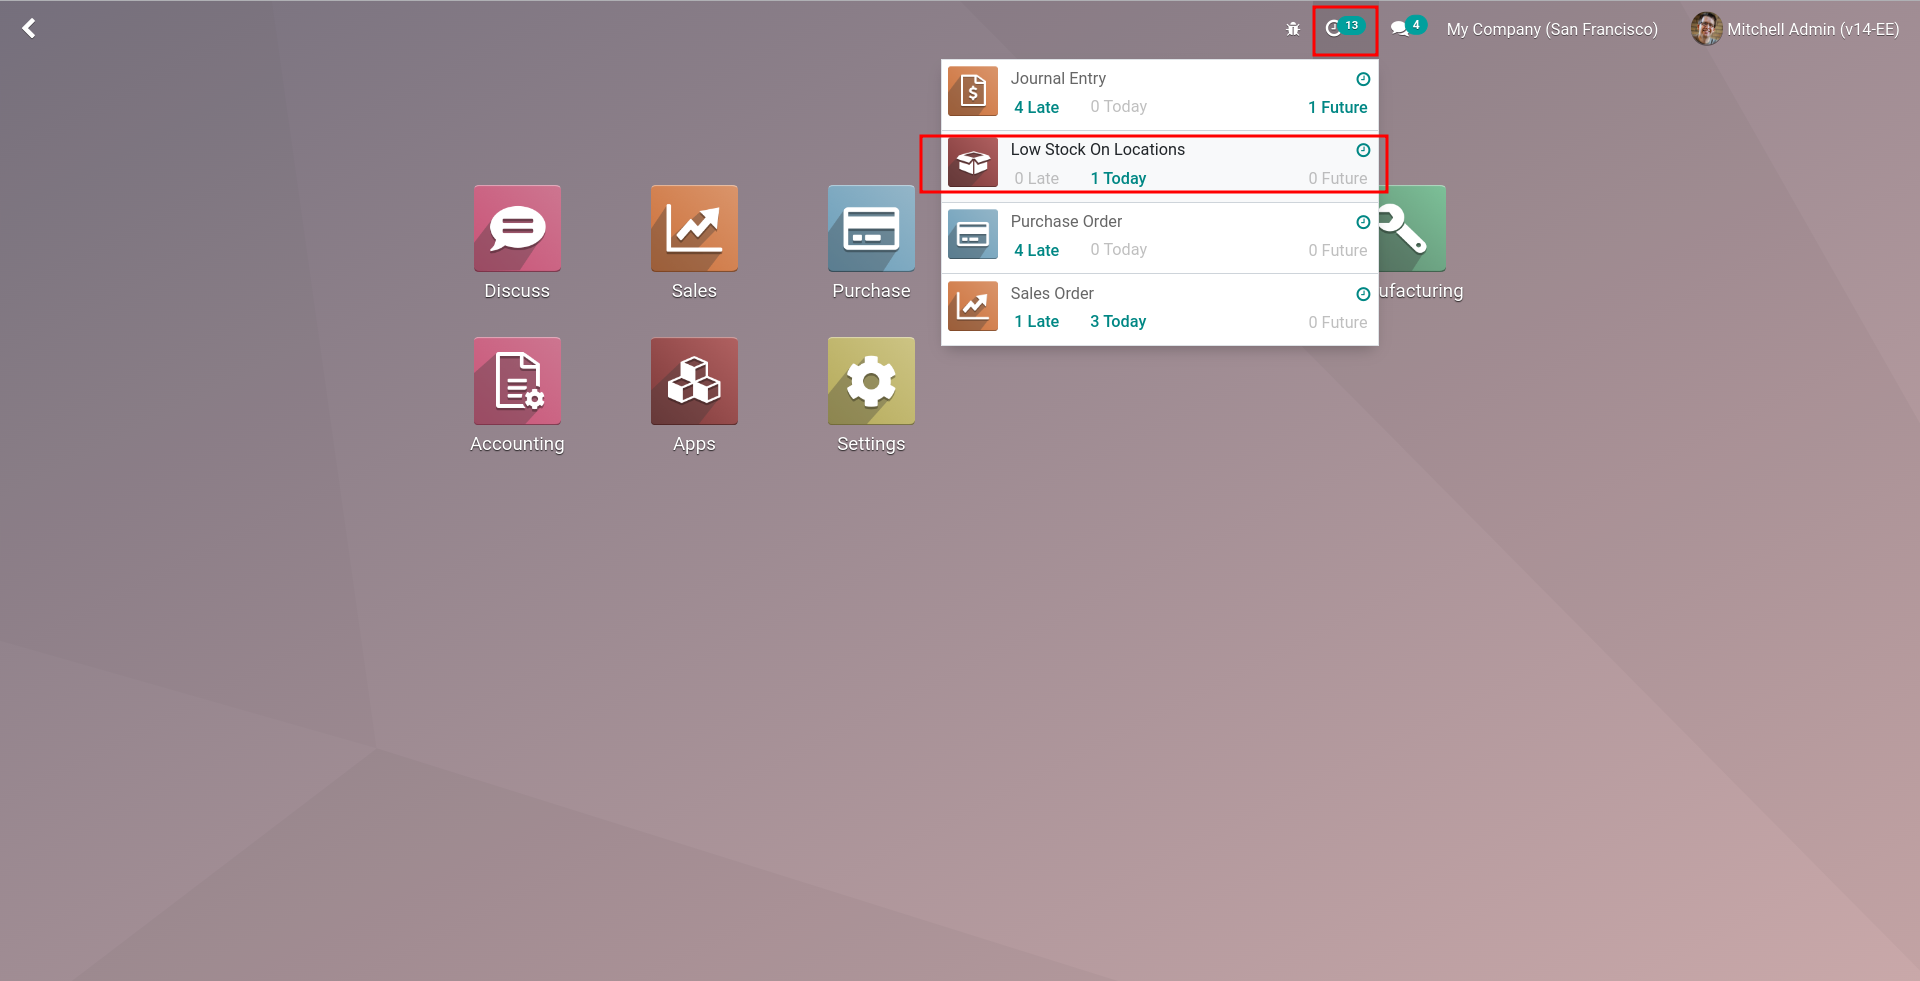 13
4
My Company (San Francisco)
Mitchell Admin (v14-EE)
Journal Entry
4 Late 0 Today 1 Future
Low Stock On Locations
0 Late 1 Today 0 Future
Purchase Order
4 Late 0 Today 0 Future
Sales Order
1 Late 3 Today 0 Future
Discuss
Sales
Purchase
ufacturing
Accounting
Apps
Settings